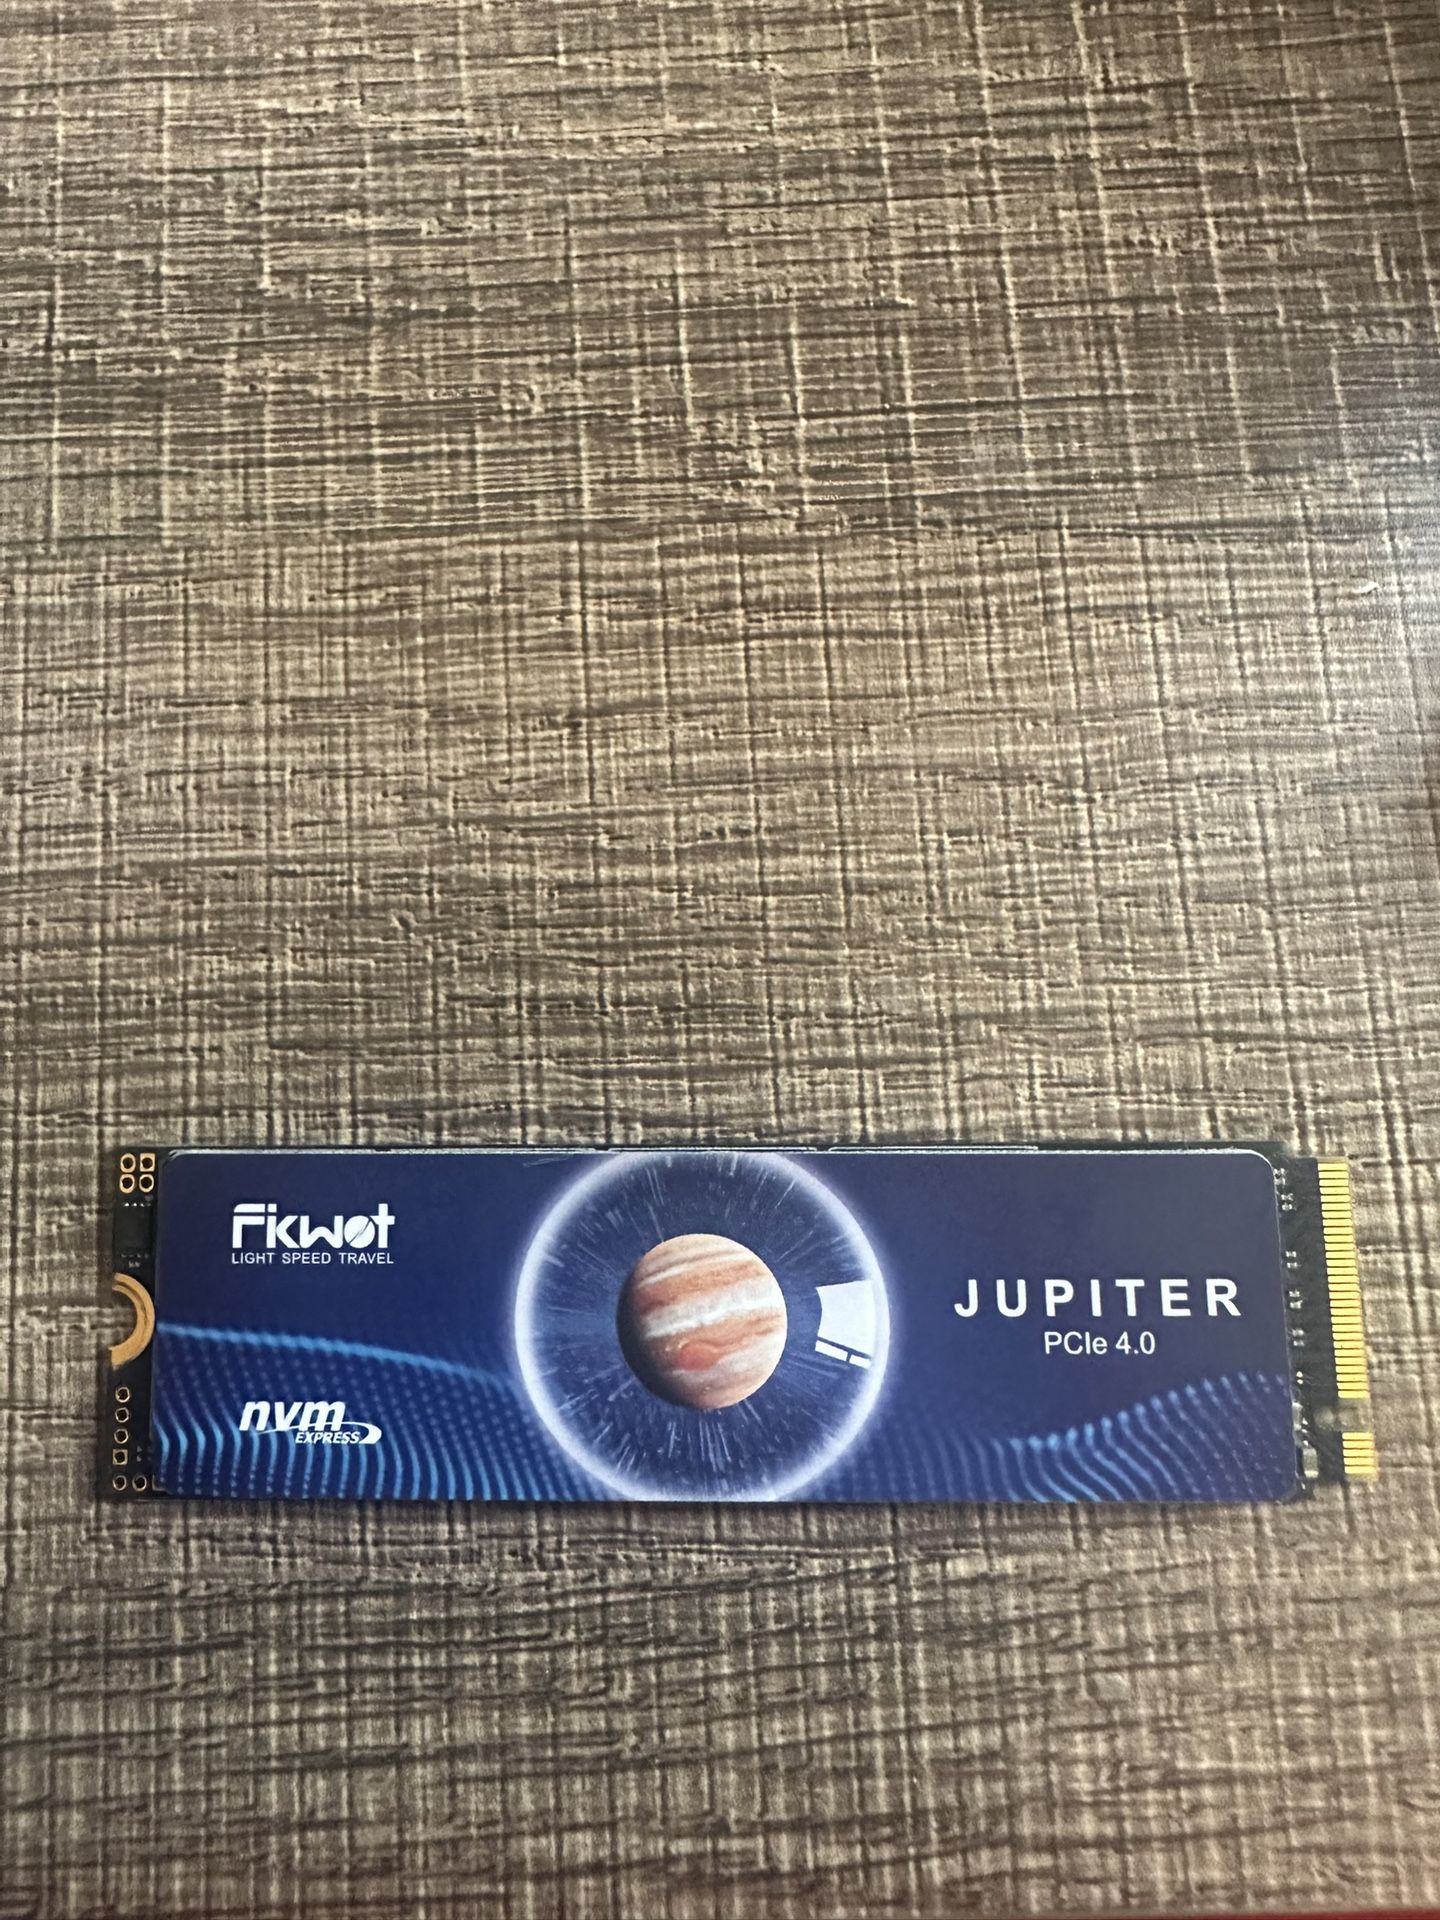 Fikwot
LIGHT SPEED TRAVEL
JUPITER
PCIe 4.0
nvm
EXPRESS